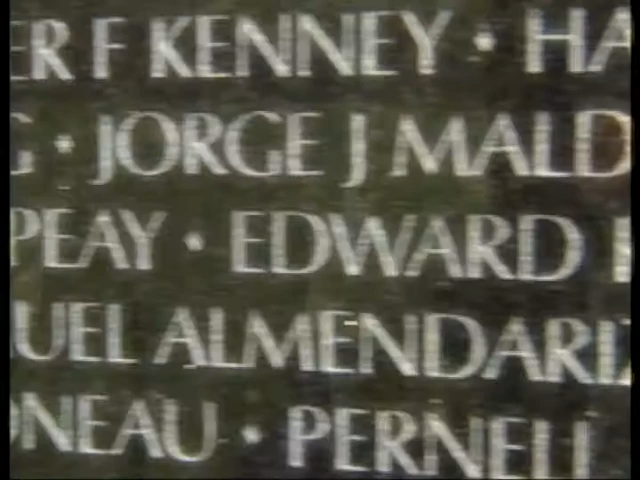 ER F KENNEY · HA
G · JORGE J MALD
PEAY · EDWARD
UEL ALMENDARIZ
ONEAU · PERNELL